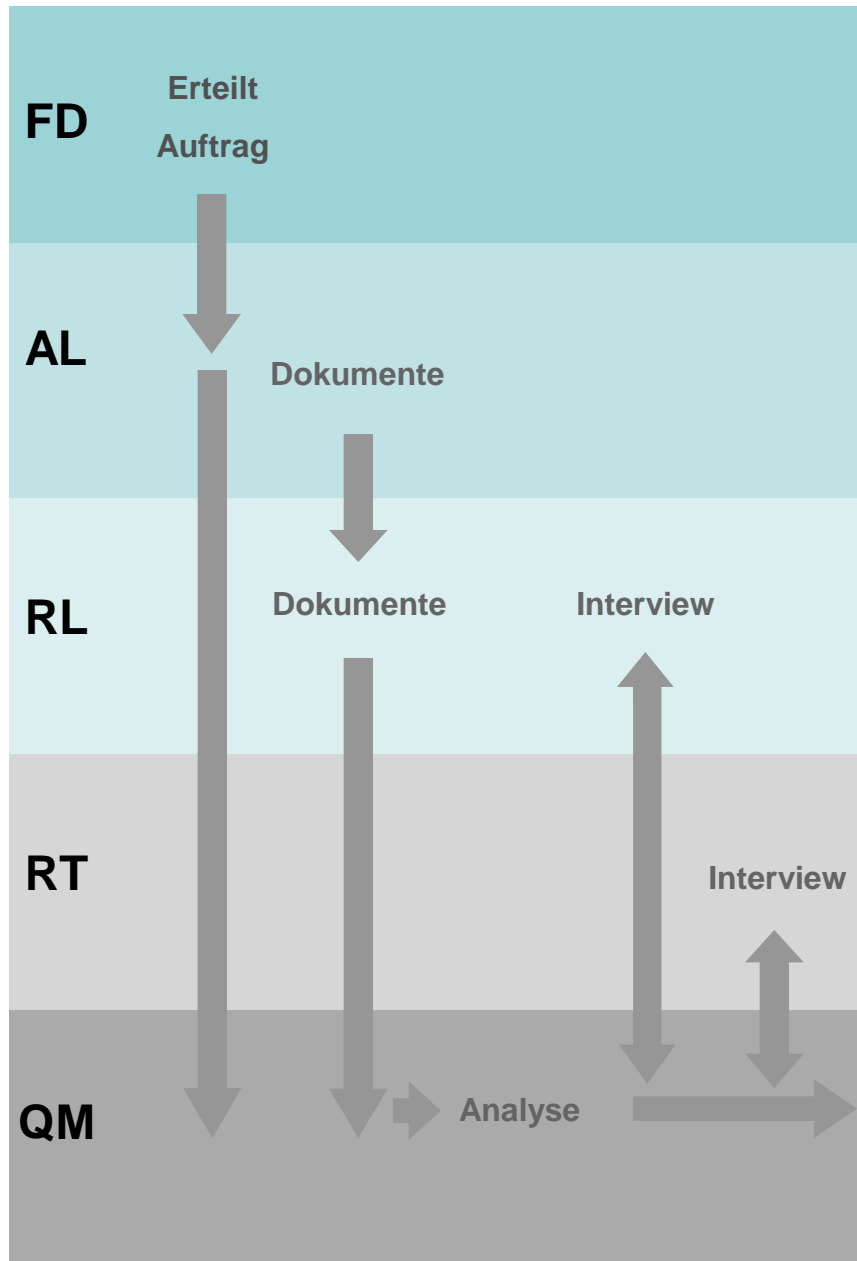 FD
Erteilt
Auftrag
AL
Dokumente
RL
Dokumente
Interview
RT
Interview
QM
Analyse